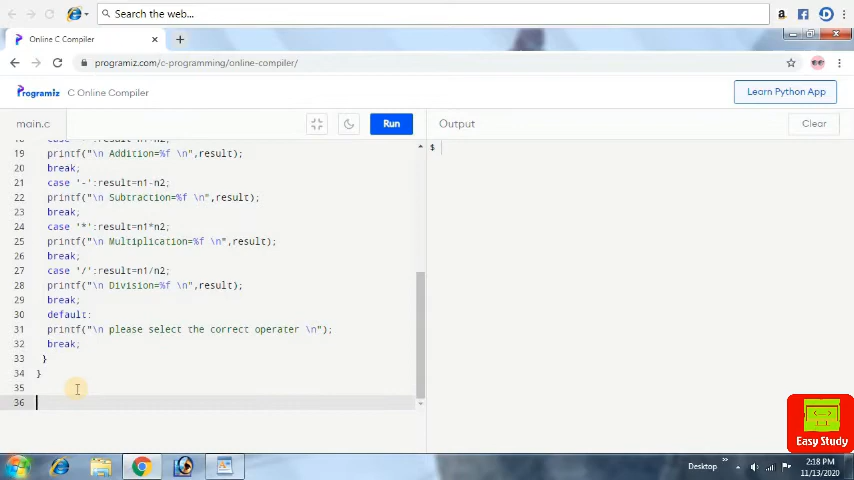 Search the web...
Online C Compiler
programiz.com/c-programming/online-compiler/
Programiz
C Online Compiler
Learn Python App
main.c
Run
Output
Clear
$
19 printf("\n Addition=%f \n",result);
20 break;
21 case '-':result=n1-n2;
22 printf("\n Subtraction=%f \n",result);
23 break;
24 case '*':result=n1*n2;
25 printf("\n Multiplication=%f \n",result);
26 break;
27 case '/':result=n1/n2;
28 printf("\n Division=%f \n",result);
29 break;
30 default:
31 printf("\n please select the correct operater \n");
32 break;
33 }
34 }
35
36
Easy Study
Desktop
2:18 PM
11/13/2020